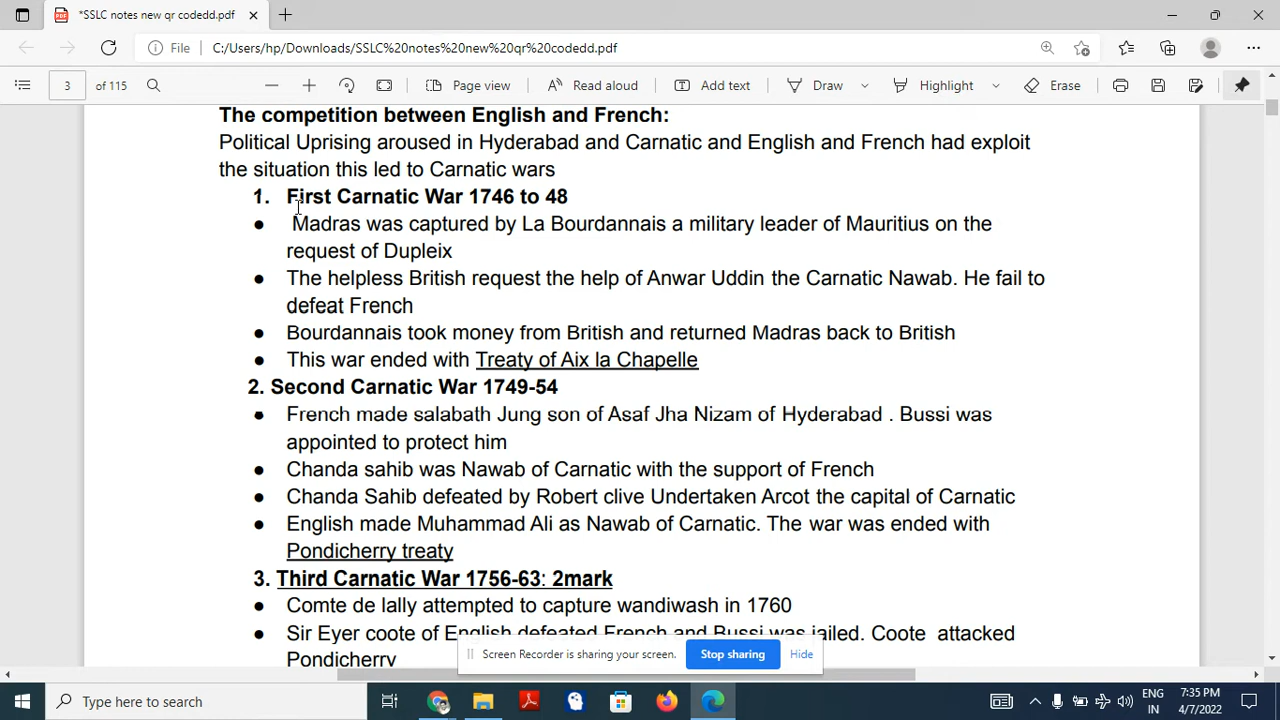 *SSLC notes new qr codedd.pdf
File C:/Users/hp/Downloads/SSLC%20notes%20new%20qr%20codedd.pdf
3 of 115 Page view Read aloud Add text Draw Highlight Erase
The competition between English and French:
Political Uprising aroused in Hyderabad and Carnatic and English and French had exploit
the situation this led to Carnatic wars
1. First Carnatic War 1746 to 48
● Madras was captured by La Bourdannais a military leader of Mauritius on the
request of Dupleix
● The helpless British request the help of Anwar Uddin the Carnatic Nawab. He fail to
defeat French
● Bourdannais took money from British and returned Madras back to British
● This war ended with Treaty of Aix la Chapelle
2. Second Carnatic War 1749-54
● French made salabath Jung son of Asaf Jha Nizam of Hyderabad . Bussi was
appointed to protect him
● Chanda sahib was Nawab of Carnatic with the support of French
● Chanda Sahib defeated by Robert clive Undertaken Arcot the capital of Carnatic
● English made Muhammad Ali as Nawab of Carnatic. The war was ended with
Pondicherry treaty
3. Third Carnatic War 1756-63: 2mark
● Comte de lally attempted to capture wandiwash in 1760
● Sir Eyer coote of English defeated French and Bussi was jailed. Coote attacked
Pondicherry
Screen Recorder is sharing your screen. Stop sharing Hide
Type here to search
ENG 7:35 PM
IN 4/7/2022